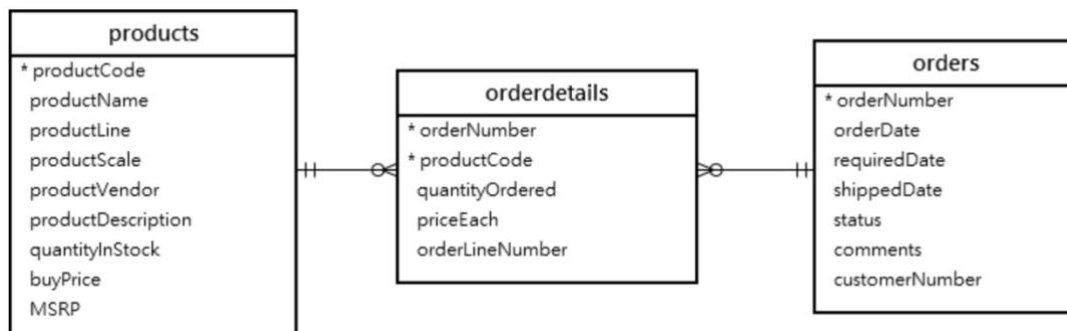 products
* productCode
productName
productLine
productScale
productVendor
productDescription
quantityInStock
buyPrice
MSRP
orderdetails
* orderNumber
* productCode
quantityOrdered
priceEach
orderLineNumber
orders
* orderNumber
orderDate
requiredDate
shippedDate
status
comments
customerNumber